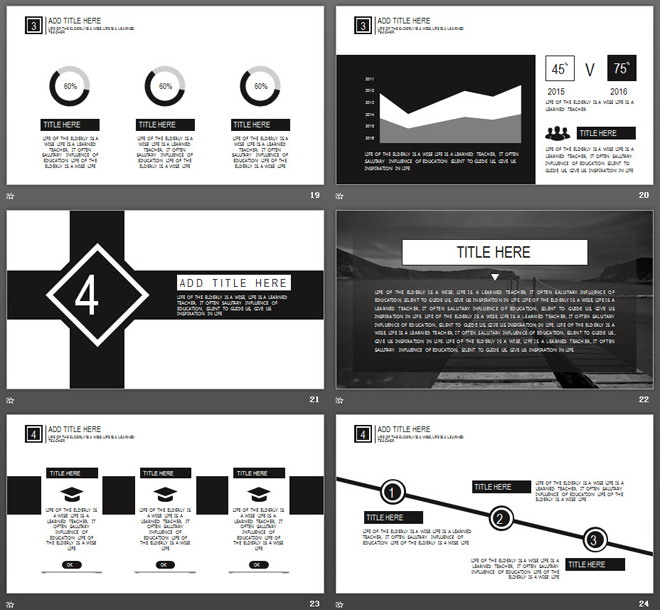 3
ADD TITLE HERE
LIFE OF THE ELDERLY IS A WISE, LIFE IS A LEARNED
TEACHER
60%
60%
60%
TITLE HERE
TITLE HERE
TITLE HERE
LIFE OF THE ELDERLY IS A
WISE LIFE IS A LEARNED
TEACHER, IT OFTEN
SALUTARY INFLUENCE OF
EDUCATION LIFE OF THE
ELDERLY IS A WISE LIFE IS
LIFE OF THE ELDERLY IS A
WISE LIFE IS A LEARNED
TEACHER, IT OFTEN
SALUTARY INFLUENCE OF
EDUCATION LIFE OF THE
ELDERLY IS A WISE LIFE IS
LIFE OF THE ELDERLY IS A
WISE LIFE IS A LEARNED
TEACHER, IT OFTEN
SALUTARY INFLUENCE OF
EDUCATION LIFE OF THE
ELDERLY IS A WISE LIFE IS
19
3
ADD TITLE HERE
LIFE OF THE ELDERLY IS A WISE, LIFE IS A LEARNED
TEACHER
LIFE OF THE ELDERLY IS A WISE, LIFE IS A LEARNED TEACHER, IT OFTEN
SALUTARY INFLUENCE OF EDUCATION, SILENT TO GUIDE US, GIVE US
INSPIRATION IN LIFE
45%
V
75%
2015
2016
LIFE OF THE ELDERLY IS A WISE, LIFE IS A
LEARNED TEACHER
TITLE HERE
LIFE OF THE ELDERLY IS A WISE, LIFE IS A
LEARNED TEACHER, IT OFTEN SALUTARY
INFLUENCE OF EDUCATION, SILENT TO
GUIDE US, GIVE US INSPIRATION IN LIFE
20
4
ADD TITLE HERE
LIFE OF THE ELDERLY IS A WISE, LIFE IS A LEARNED
TEACHER, IT OFTEN SALUTARY INFLUENCE OF
EDUCATION, SILENT TO GUIDE US, GIVE US
INSPIRATION IN LIFE
21
TITLE HERE
LIFE OF THE ELDERLY IS A WISE, LIFE IS A LEARNED TEACHER, IT OFTEN SALUTARY INFLUENCE OF
EDUCATION, SILENT TO GUIDE US, GIVE US INSPIRATION IN LIFE LIFE OF THE ELDERLY IS A WISE, LIFE IS A
LEARNED TEACHER, IT OFTEN SALUTARY INFLUENCE OF EDUCATION, SILENT TO GUIDE US, GIVE US
INSPIRATION IN LIFE LIFE OF THE ELDERLY IS A WISE, LIFE IS A LEARNED TEACHER, IT OFTEN SALUTARY
INFLUENCE OF EDUCATION, SILENT TO GUIDE US, GIVE US INSPIRATION IN LIFE LIFE OF THE ELDERLY IS A
WISE, LIFE IS A LEARNED TEACHER, IT OFTEN SALUTARY INFLUENCE OF EDUCATION, SILENT TO GUIDE US,
GIVE US INSPIRATION IN LIFE LIFE OF THE ELDERLY IS A WISE, LIFE IS A LEARNED TEACHER, IT OFTEN
SALUTARY INFLUENCE OF EDUCATION, SILENT TO GUIDE US, GIVE US INSPIRATION IN LIFE
22
4
ADD TITLE HERE
LIFE OF THE ELDERLY IS A WISE, LIFE IS A LEARNED
TEACHER
TITLE HERE
TITLE HERE
TITLE HERE
LIFE OF THE ELDERLY IS
A WISE LIFE IS A
LEARNED TEACHER, IT
OFTEN SALUTARY
INFLUENCE OF
EDUCATION LIFE OF THE
ELDERLY IS A WISE
LIFE
LIFE OF THE ELDERLY IS
A WISE LIFE IS A
LEARNED TEACHER, IT
OFTEN SALUTARY
INFLUENCE OF
EDUCATION LIFE OF THE
ELDERLY IS A WISE
LIFE
LIFE OF THE ELDERLY IS
A WISE LIFE IS A
LEARNED TEACHER, IT
OFTEN SALUTARY
INFLUENCE OF
EDUCATION LIFE OF THE
ELDERLY IS A WISE
LIFE
OK
OK
OK
23
4
ADD TITLE HERE
LIFE OF THE ELDERLY IS A WISE, LIFE IS A LEARNED
TEACHER
1
TITLE HERE
LIFE OF THE ELDERLY IS A WISE LIFE IS A
LEARNED TEACHER, IT OFTEN SALUTARY
INFLUENCE OF EDUCATION LIFE OF THE
ELDERLY IS A WISE LIFE
TITLE HERE
LIFE OF THE ELDERLY IS A WISE LIFE IS A
LEARNED TEACHER, IT OFTEN SALUTARY
INFLUENCE OF EDUCATION LIFE OF THE
ELDERLY IS A WISE LIFE
2
3
LIFE OF THE ELDERLY IS A WISE LIFE IS A
LEARNED TEACHER, IT OFTEN SALUTARY
INFLUENCE OF EDUCATION LIFE OF THE
ELDERLY IS A WISE LIFE
TITLE HERE
24